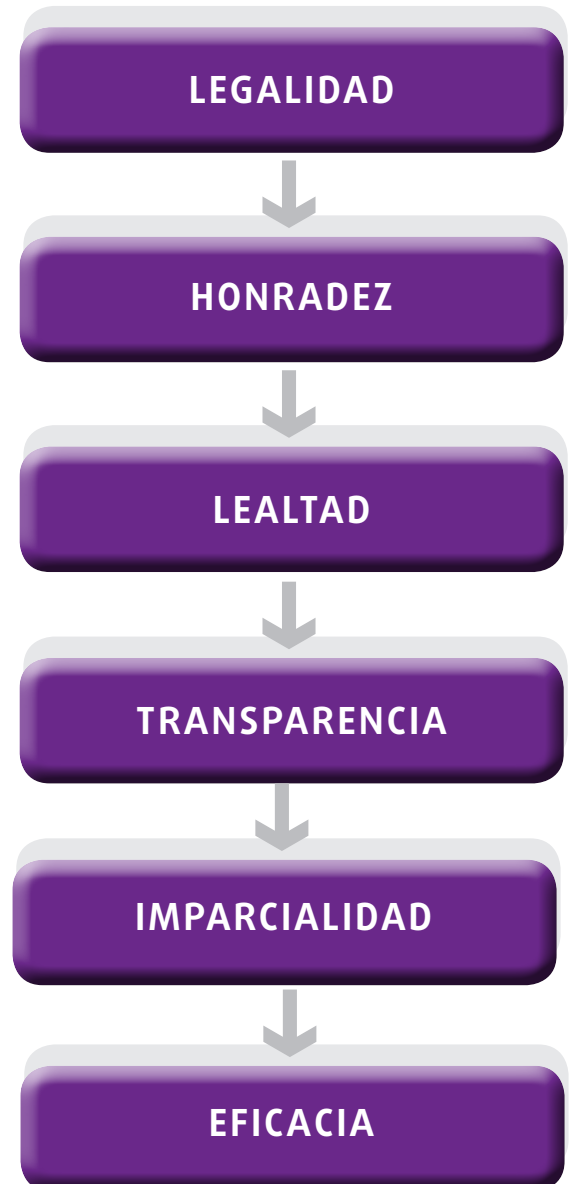 LEGALIDAD
HONRADEZ
LEALTAD
TRANSPARENCIA
IMPARCIALIDAD
EFICACIA